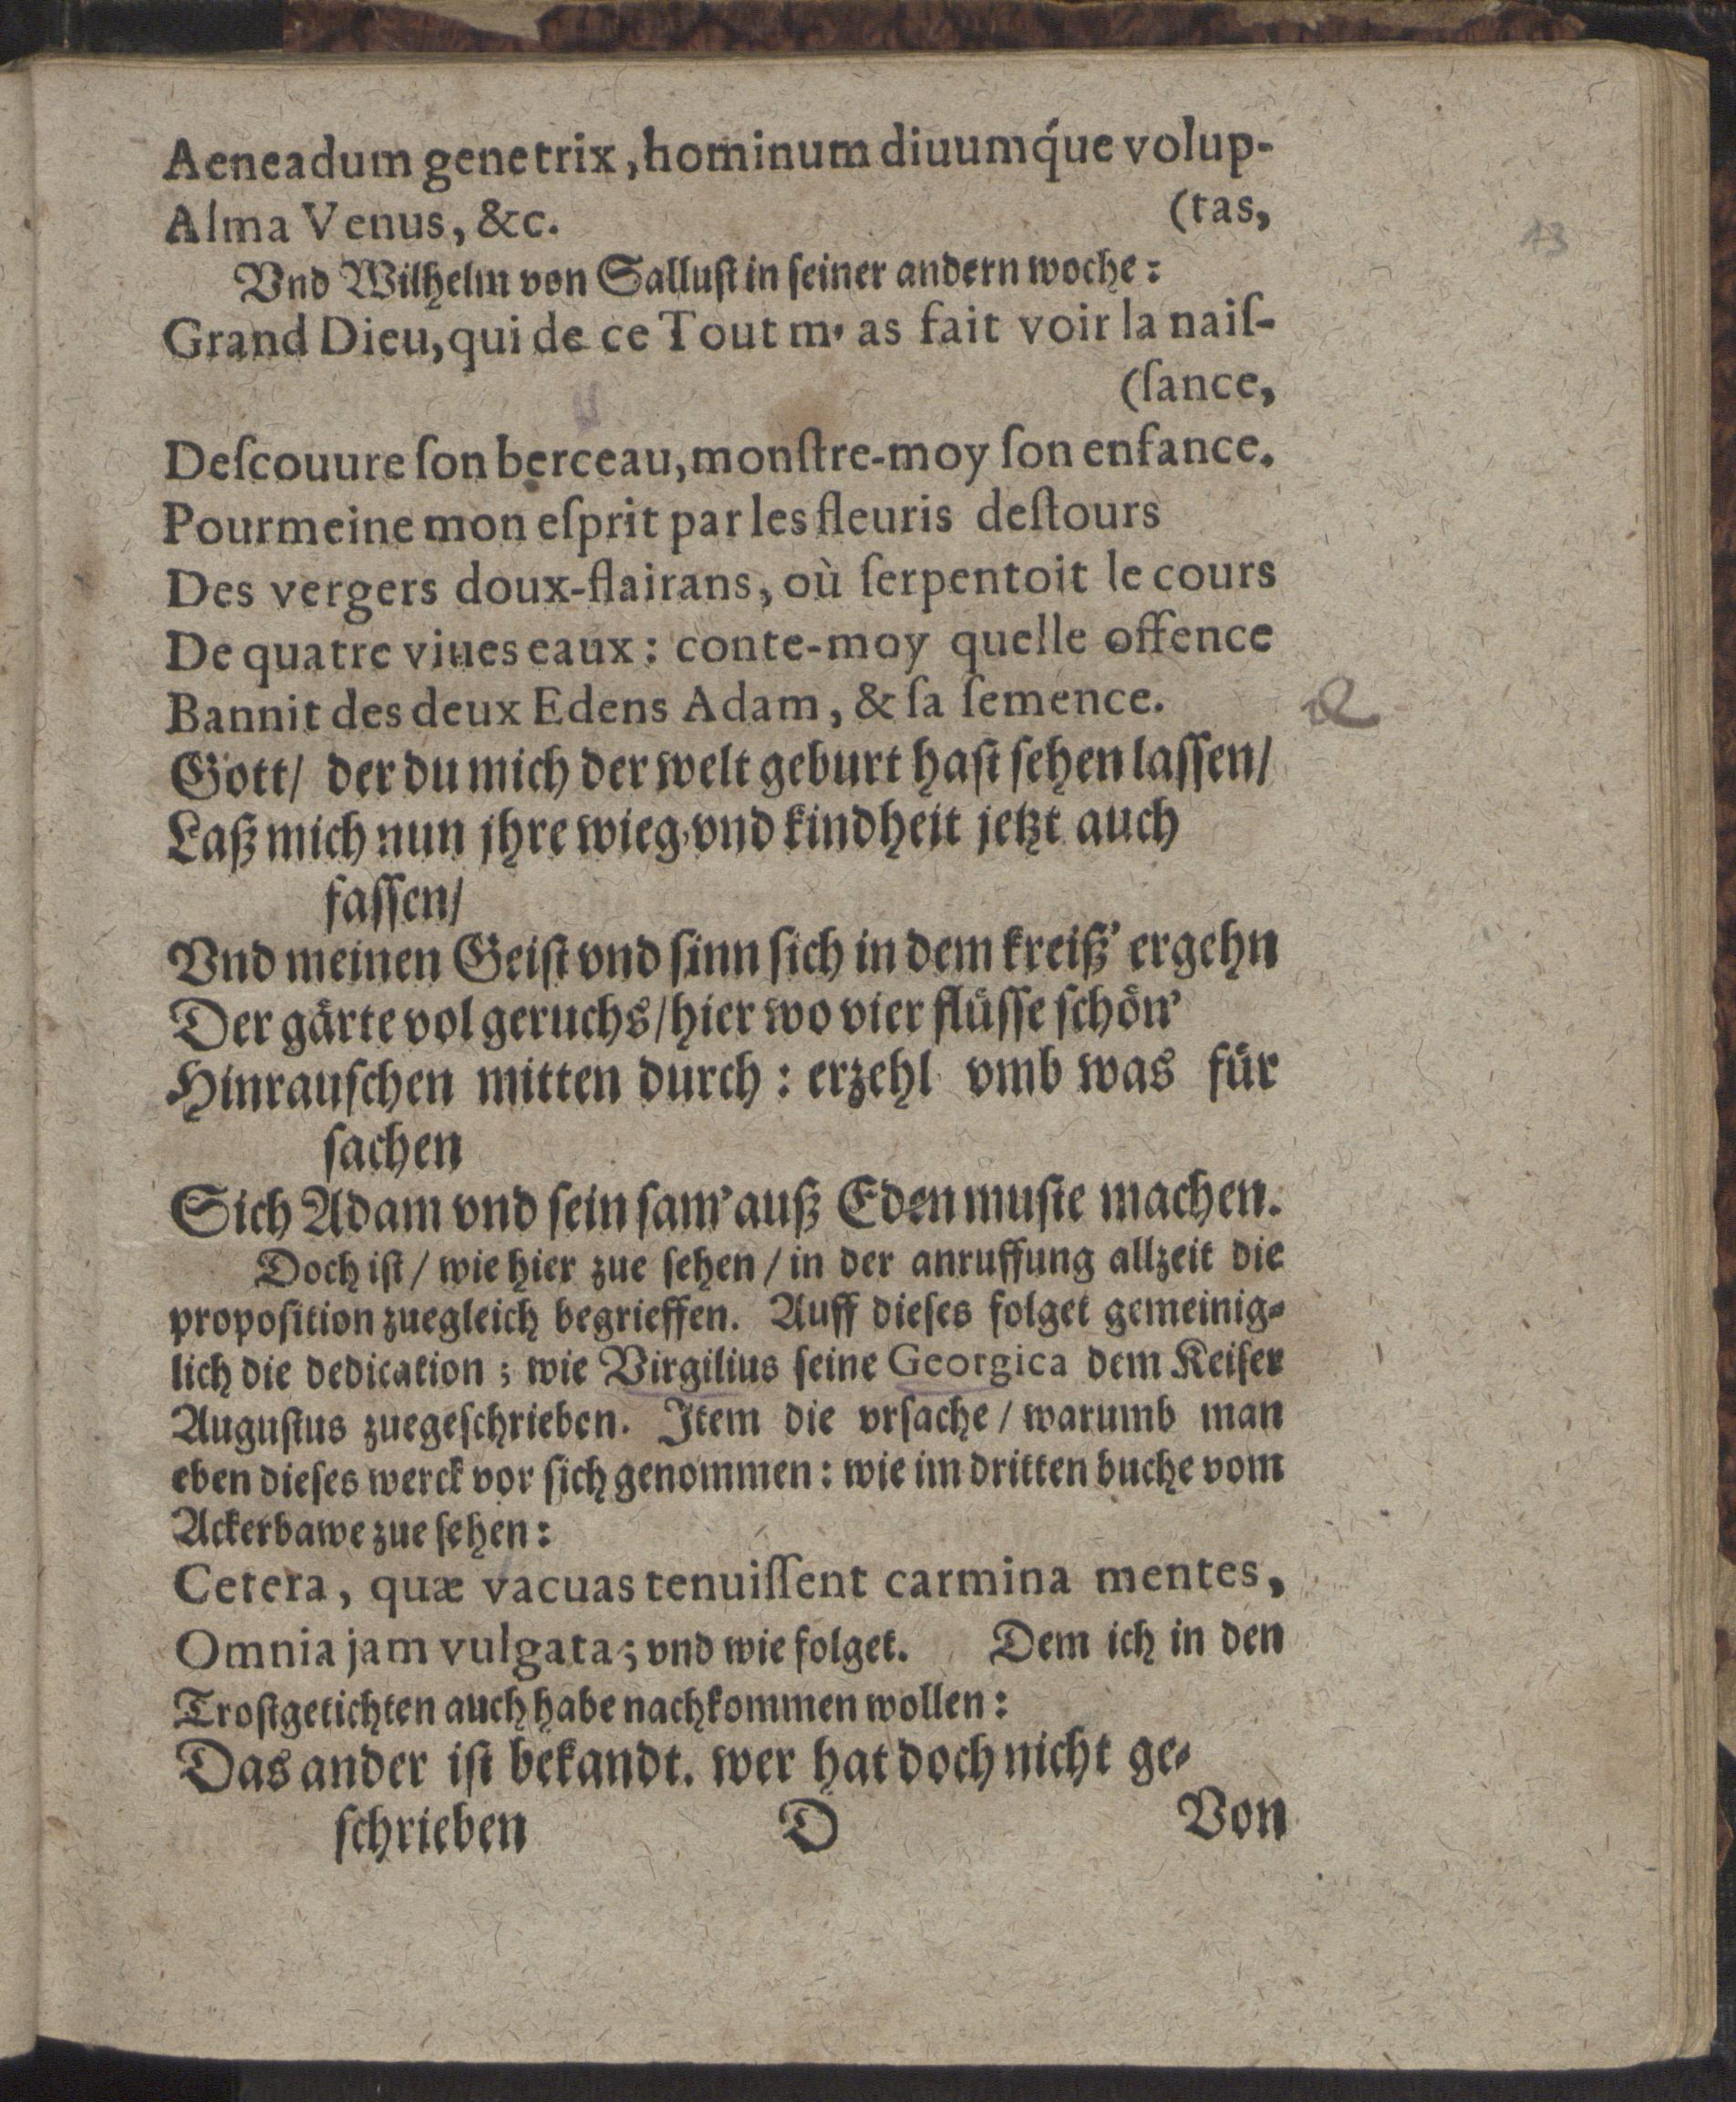 Aeneadum genetrix, hominum diuumq́ue volup-
Alma Venus, &c. (tas,
13
Vnd Wilhelm von Salluſt in ſeiner andern woche:
Grand Dieu, qui de ce Tout m' as fait voir la naiſ-
(ſance,
Deſcouure ſon berceau, monſtre-moy ſon enfance.
Pourmeine mon eſprit par les fleuris deſtours
Des vergers doux-flairans, où ſerpentoit le cours
De quatre viues eaux: conte-moy quelle offence
Bannit des deux Edens Adam, & ſa ſemence.
Gott/ der du mich der welt geburt haſt ſehen laſſen/
Laß mich nun jhre wieg' vnd kindheit jetzt auch
faſſen/
Vnd meinen Geiſt vnd ſinn ſich in dem kreiß' ergehn
Der gärte vol geruchs/ hier wo vier flüſſe ſchön'
Hinrauſchen mitten durch: erzehl vmb was für
ſachen
Sich Adam vnd ſein ſam' auß Eden muſte machen.
Doch iſt/ wie hier zue ſehen/ in der anruffung allzeit die
propoſition zuegleich begrieffen. Auff dieſes folget gemeinig-
lich die dedication; wie Virgilius ſeine Georgica dem Keiſer
Auguſtus zuegeſchrieben. Item die vrſache/ warumb man
eben dieſes werck vor ſich genommen: wie im dritten buche vom
Ackerbawe zue ſehen:
Cetera, quæ vacuas tenuiſſent carmina mentes,
Omnia jam vulgata; vnd wie folget. Dem ich in den
Troſtgetichten auch habe nachkommen wollen:
Das ander iſt bekandt. wer hat doch nicht ge-
ſchrieben D Von